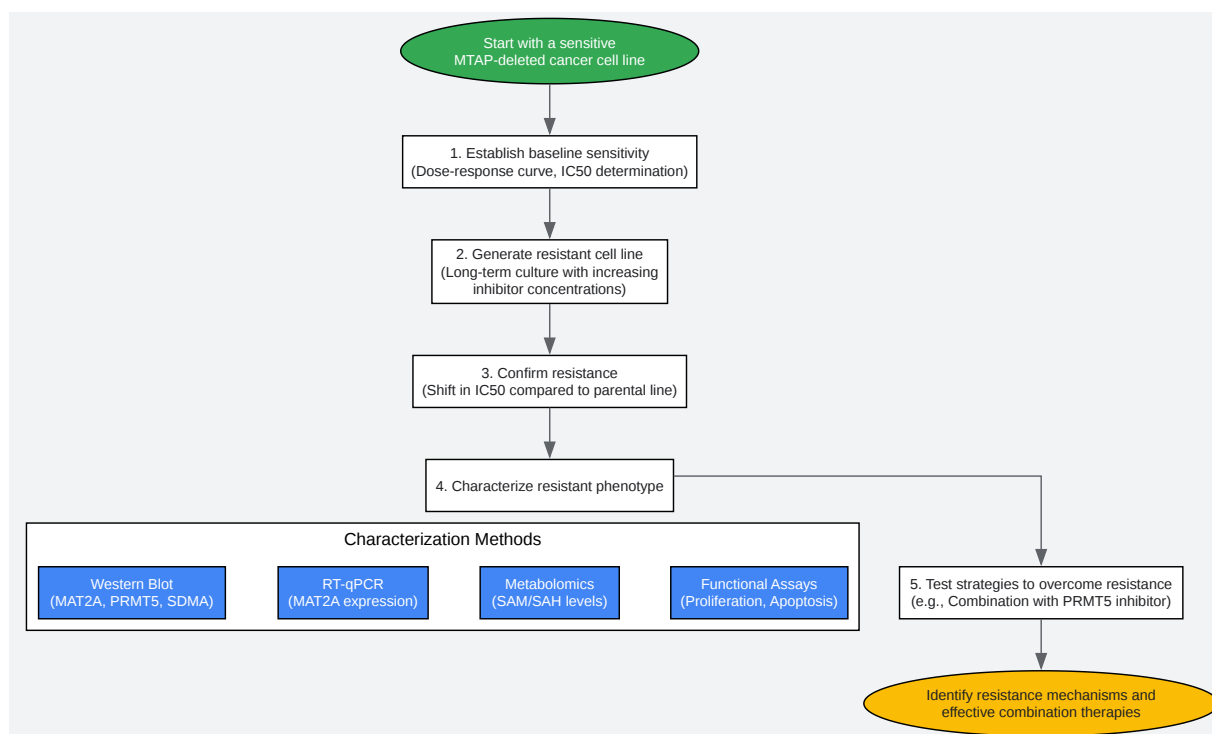 Start with a sensitive
MTAP-deleted cancer cell line
1. Establish baseline sensitivity
(Dose-response curve, IC50 determination)
2. Generate resistant cell line
(Long-term culture with increasing
inhibitor concentrations)
3. Confirm resistance
(Shift in IC50 compared to parental line)
4. Characterize resistant phenotype
Characterization Methods
Western Blot
(MAT2A, PRMT5, SDMA)
RT-qPCR
(MAT2A expression)
Metabolomics
(SAM/SAH levels)
Functional Assays
(Proliferation, Apoptosis)
5. Test strategies to overcome resistance
(e.g., Combination with PRMT5 inhibitor)
Identify resistance mechanisms and
effective combination therapies